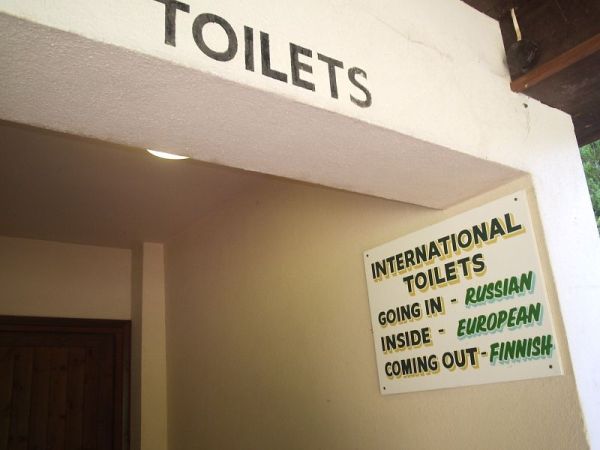 TOILETS
INTERNATIONAL
TOILETS
GOING IN - RUSSIAN
INSIDE - EUROPEAN
COMING OUT - FINNISH